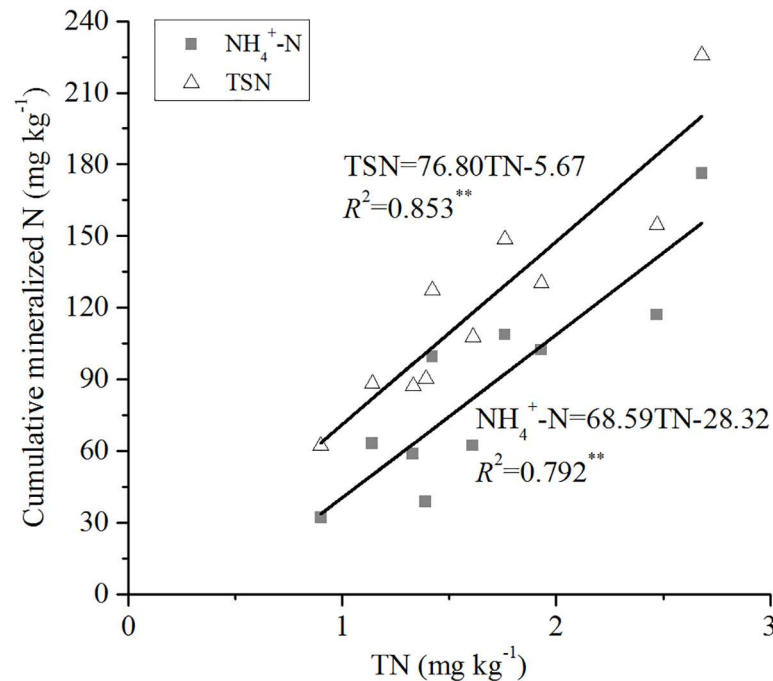 NH₄⁺-N
TSN
TSN=76.80TN-5.67
R²=0.853**
NH₄⁺-N=68.59TN-28.32
R²=0.792**
Cumulative mineralized N (mg kg⁻¹)
240
210
180
150
120
90
60
30
0
0 1 2 3
TN (mg kg⁻¹)